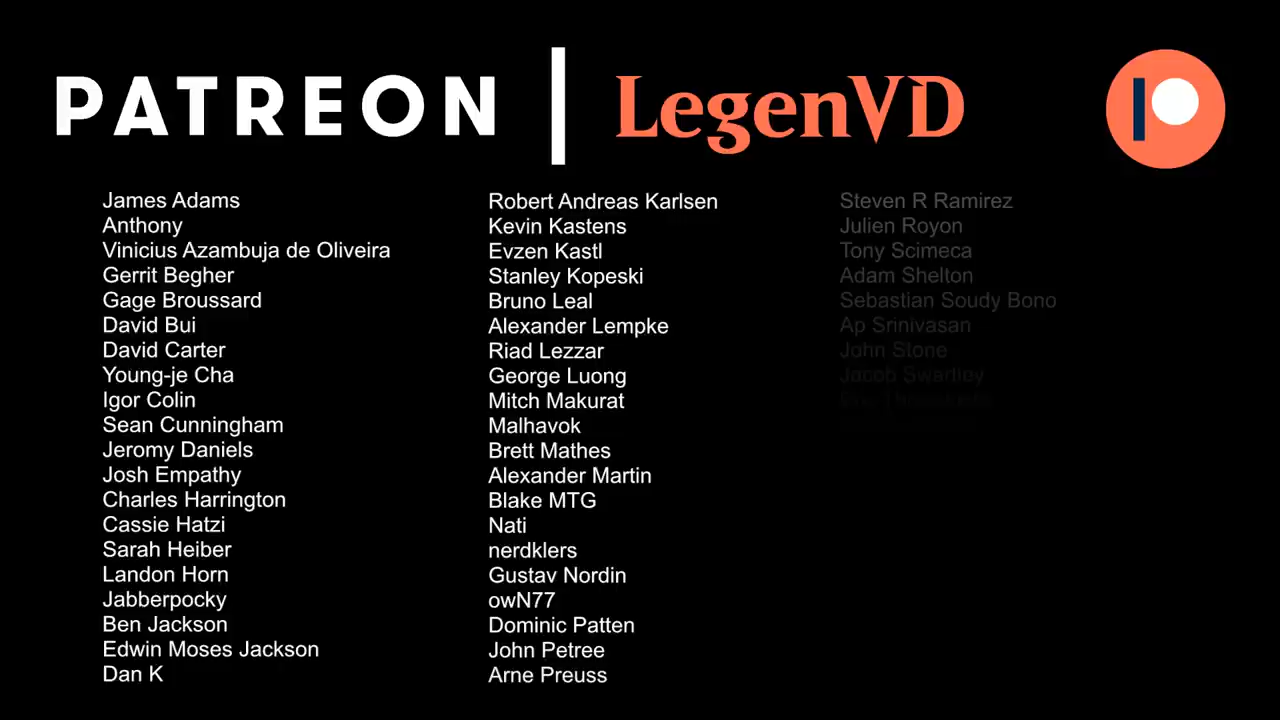 PATREON | LegenVD
James Adams
Anthony
Vinicius Azambuja de Oliveira
Gerrit Begher
Gage Broussard
David Bui
David Carter
Young-je Cha
Igor Colin
Sean Cunningham
Jeromy Daniels
Josh Empathy
Charles Harrington
Cassie Hatzi
Sarah Heiber
Landon Horn
Jabberpocky
Ben Jackson
Edwin Moses Jackson
Dan K
Robert Andreas Karlsen
Kevin Kastens
Evzen Kastl
Stanley Kopeski
Bruno Leal
Alexander Lempke
Riad Lezzar
George Luong
Mitch Makurat
Malhavok
Brett Mathes
Alexander Martin
Blake MTG
Nati
nerdklers
Gustav Nordin
owN77
Dominic Patten
John Petree
Arne Preuss
Steven R Ramirez
Julien Royon
Tony Scimeca
Adam Shelton
Sebastian Soudy Bono
Ap Srinivasan
John Stone
Jacob Swartley